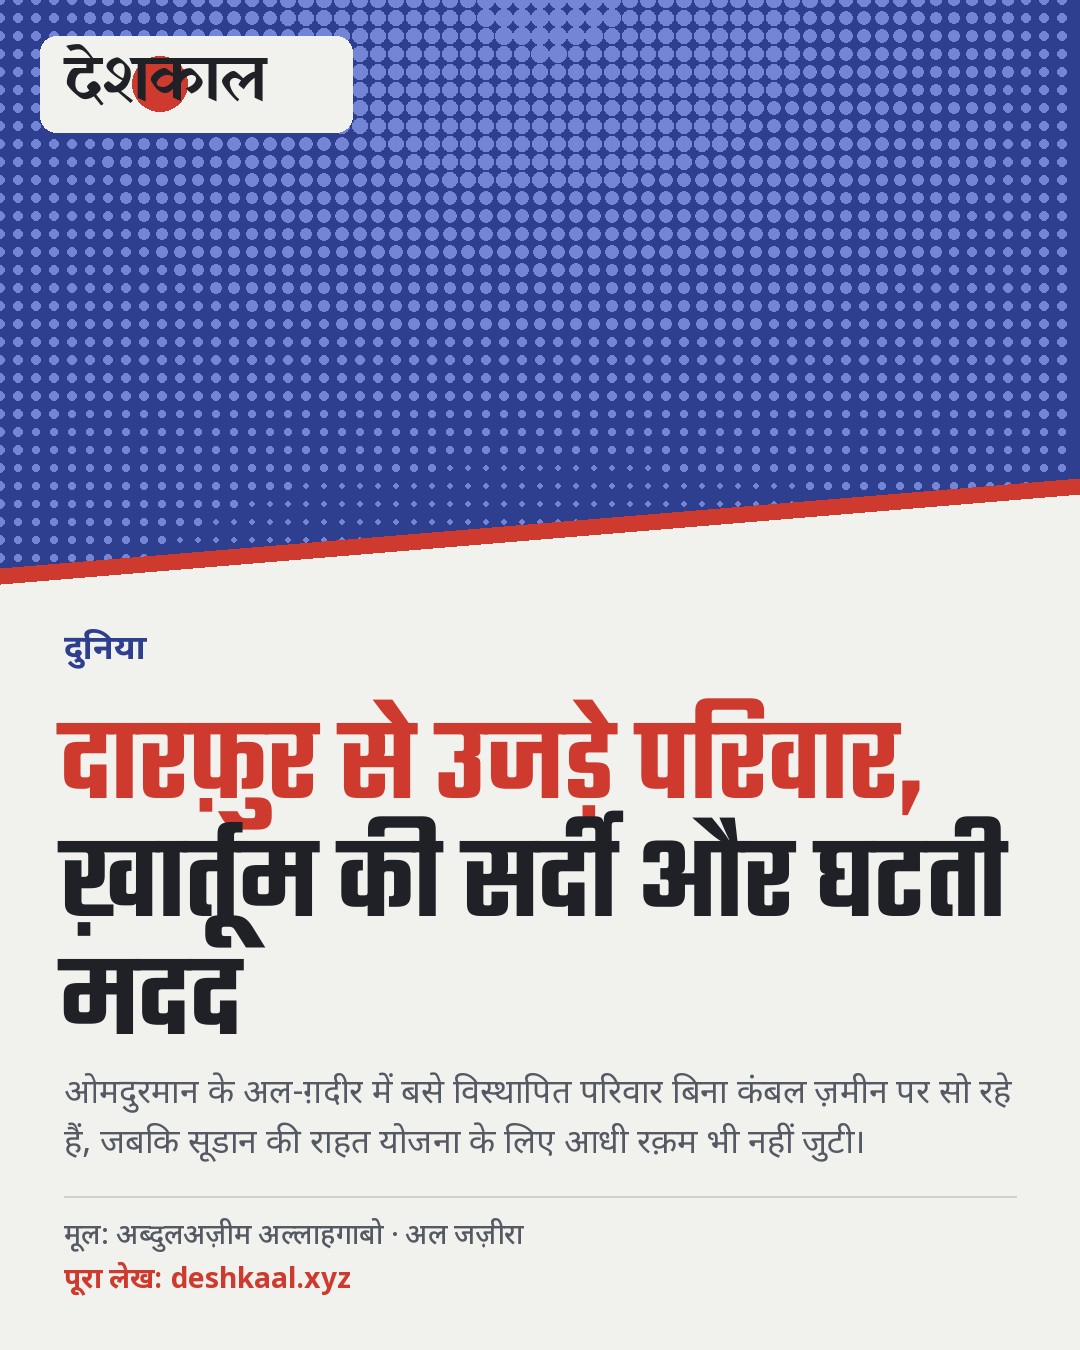 देशकाल
दुनिया
दारफ़ुर से उजड़े परिवार,
ख़ार्तूम की सर्दी और घटती
मदद
ओमदुरमान के अल-ग़दीर में बसे विस्थापित परिवार बिना कंबल ज़मीन पर सो रहे
हैं, जबकि सूडान की राहत योजना के लिए आधी रक़म भी नहीं जुटी।
मूल: अब्दुलअज़ीम अल्लाहगाबो · अल जज़ीरा
पूरा लेख: deshkaal.xyz